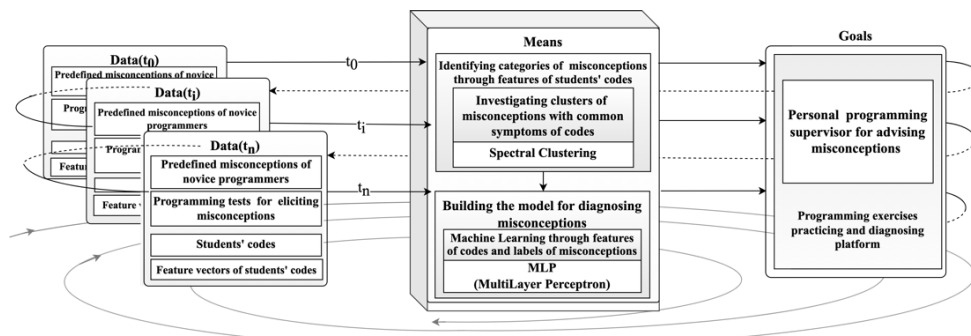 Data(t0)
Predefined misconceptions of novice
Data(ti)
Predefined misconceptions of novice
programmers
Data(tn)
Predefined misconceptions of
novice programmers
Programming tests for eliciting
misconceptions
Students' codes
Feature vectors of students' codes
t0
ti
tn
Means
Identifying categories of misconceptions
through features of students' codes
Investigating clusters of
misconceptions with common
symptoms of codes
Spectral Clustering
Building the model for diagnosing
misconceptions
Machine Learning through features
of codes and labels of misconceptions
MLP
(MultiLayer Perceptron)
Goals
Personal programming
supervisor for advising
misconceptions
Programming exercises
practicing and diagnosing
platform